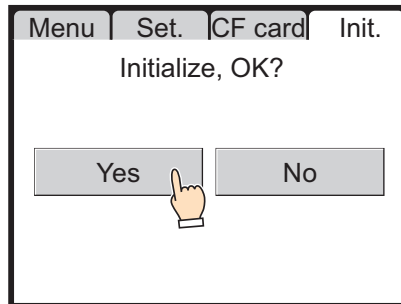 Menu Set. CF card Init.
Initialize, OK?
Yes No